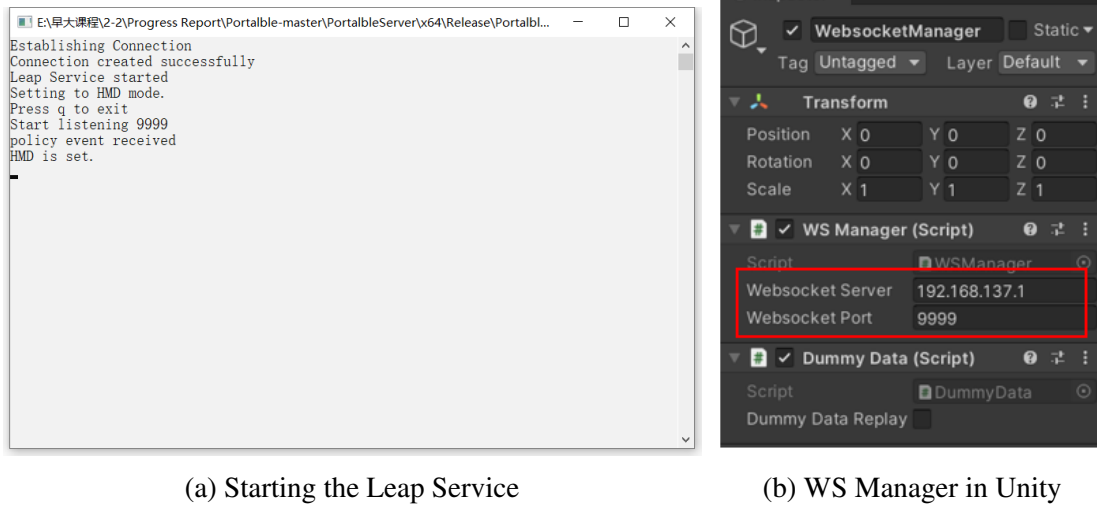 E:\早大课程\2-2\Progress Report\Portalble-master\PortalbleServer\x64\Release\Portalbl...
Establishing Connection
Connection created successfully
Leap Service started
Setting to HMD mode.
Press q to exit
Start listening 9999
policy event received
HMD is set.
WebsocketManager Static
Tag Untagged Layer Default
Transform
Position X 0 Y 0 Z 0
Rotation X 0 Y 0 Z 0
Scale X 1 Y 1 Z 1
# WS Manager (Script)
Script WSManager
Websocket Server 192.168.137.1
Websocket Port 9999
# Dummy Data (Script)
Script DummyData
Dummy Data Replay
(a) Starting the Leap Service
(b) WS Manager in Unity